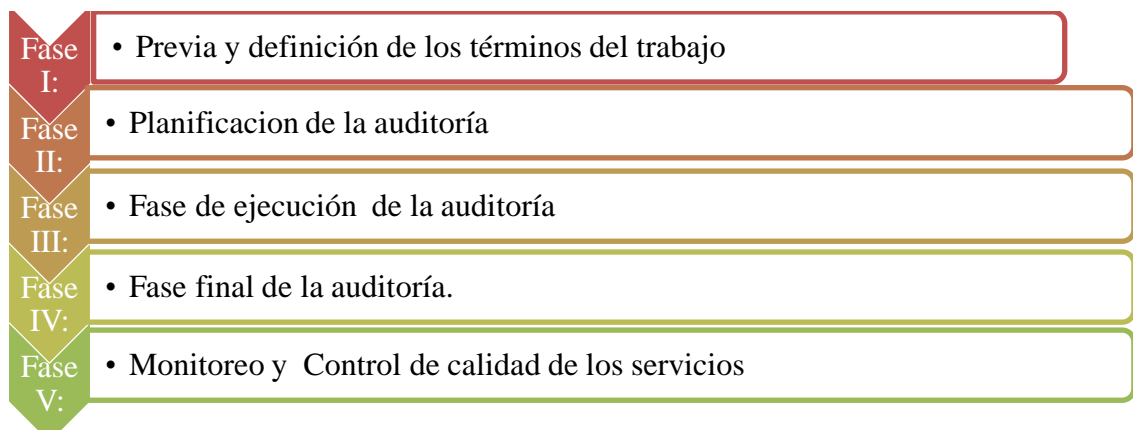 Fase I:
• Previa y definición de los términos del trabajo
Fase II:
• Planificacion de la auditoría
Fase III:
• Fase de ejecución de la auditoría
Fase IV:
• Fase final de la auditoría.
Fase V:
• Monitoreo y Control de calidad de los servicios